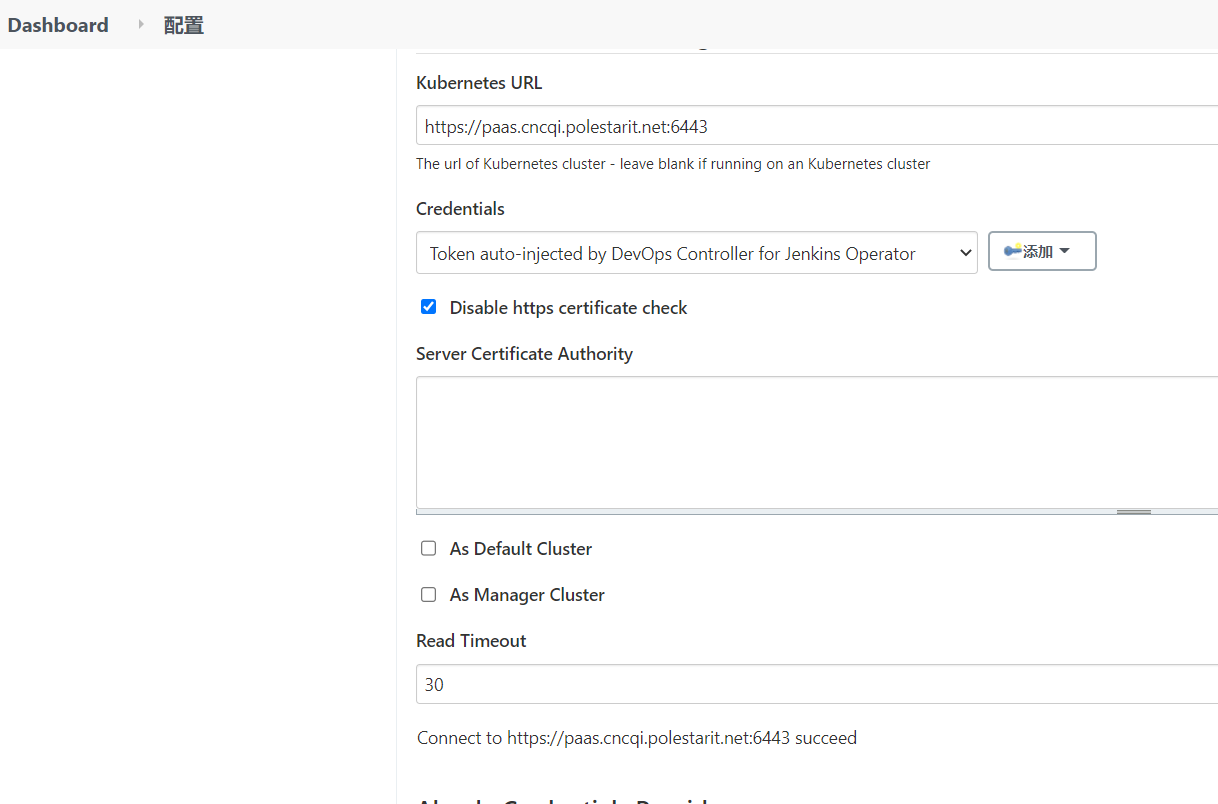 Dashboard 配置
Kubernetes URL
https://paas.cncqi.polestarit.net:6443
The url of Kubernetes cluster - leave blank if running on an Kubernetes cluster
Credentials
Token auto-injected by DevOps Controller for Jenkins Operator 添加
Disable https certificate check
Server Certificate Authority
As Default Cluster
As Manager Cluster
Read Timeout
30
Connect to https://paas.cncqi.polestarit.net:6443 succeed